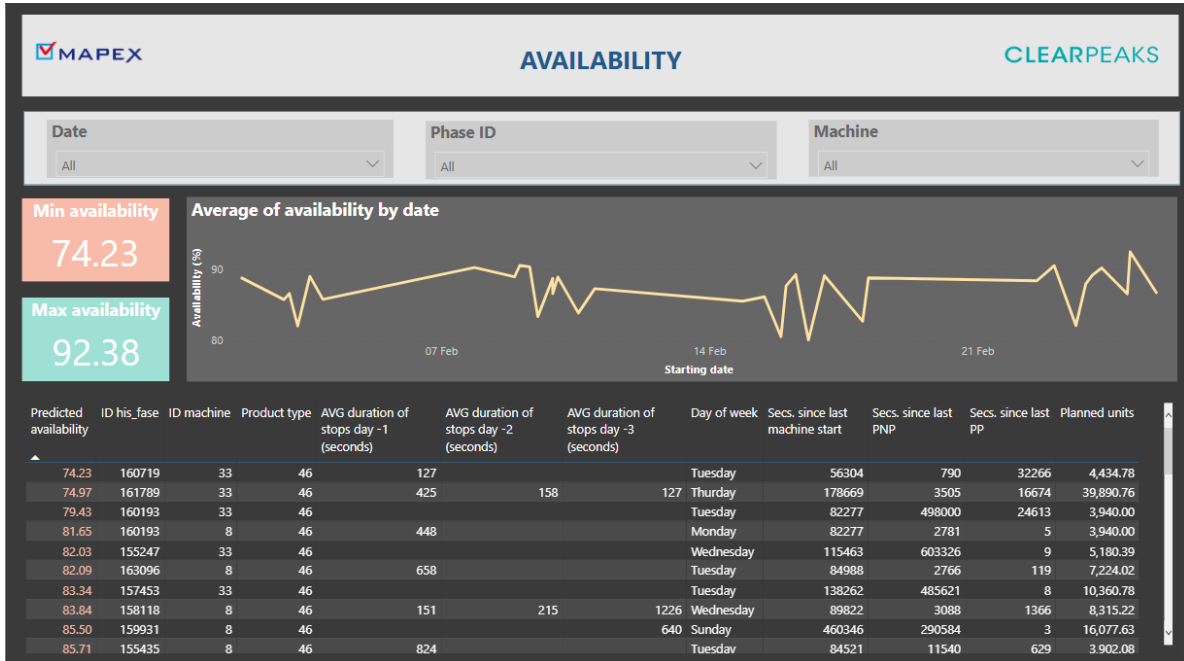 MAPEX
AVAILABILITY
CLEARPEAKS
Date
All
Phase ID
All
Machine
All
Min availability
74.23
Max availability
92.38
Average of availability by date
Availability (%)
90
80
07 Feb
14 Feb
21 Feb
Starting date
Predicted availability ID his_fase ID machine Product type AVG duration of stops day -1 (seconds) AVG duration of stops day -2 (seconds) AVG duration of stops day -3 (seconds) Day of week Secs. since last machine start Secs. since last PNP Secs. since last PP Planned units
74.23 160719 33 46 127 Tuesday 56304 790 32266 4,434.78
74.97 161789 33 46 425 158 127 Thurday 178669 3505 16674 39,890.76
79.43 160193 33 46 Tuesday 82277 498000 24613 3,940.00
81.65 160193 8 46 448 Monday 82277 2781 5 3,940.00
82.03 155247 33 46 Wednesday 115463 603326 9 5,180.39
82.09 163096 8 46 658 Tuesday 84988 2766 119 7,224.02
83.34 157453 33 46 Tuesday 138262 485621 8 10,360.78
83.84 158118 8 46 151 215 1226 Wednesday 89822 3088 1366 8,315.22
85.50 159931 8 46 640 Sunday 460346 290584 3 16,077.63
85.71 155435 8 46 824 Tuesday 84521 11540 629 3,902.08